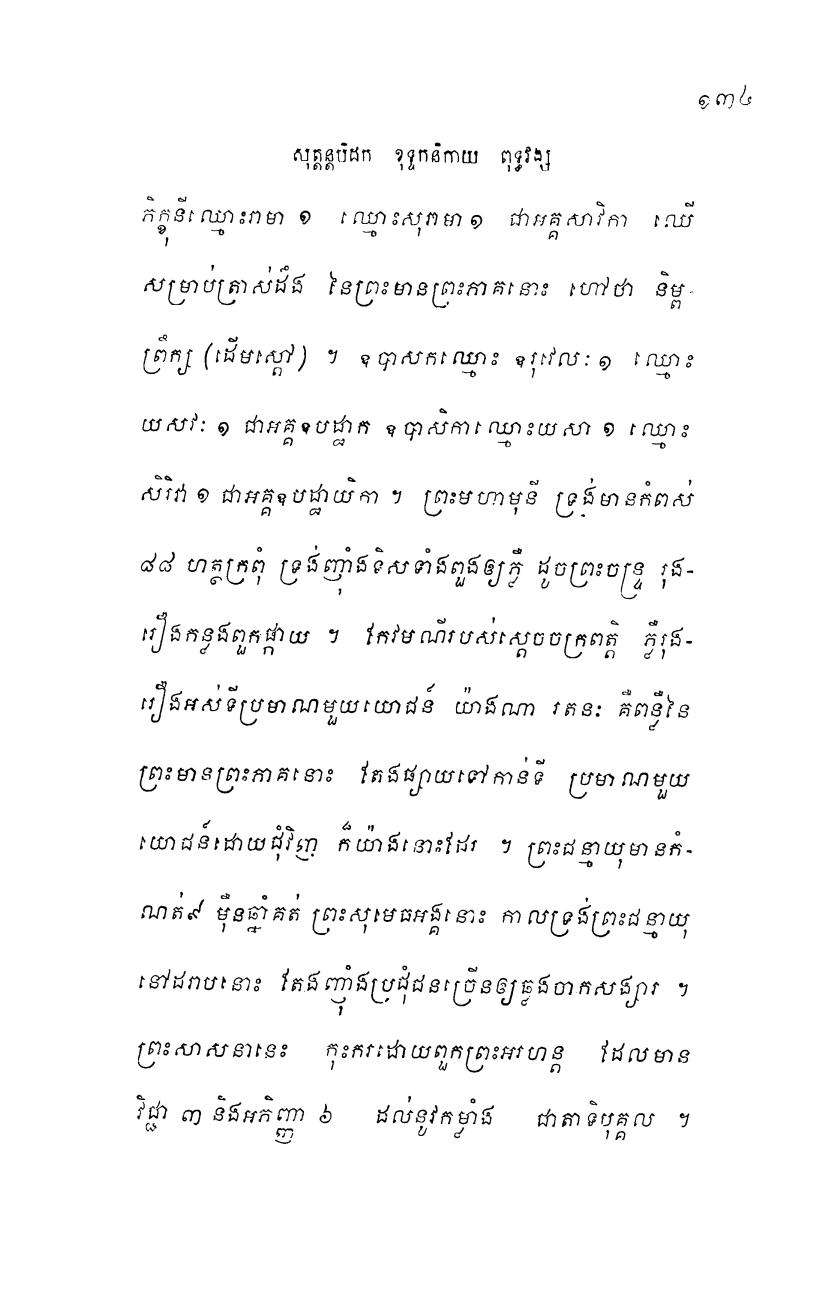 ១៣៤
សុត្តន្តបិដក ខុទ្ទកនិកាយ ពុទ្ធវង្ស
ភិក្ខុនីឈ្មោះរាមា ១ ឈ្មោះសុរាមា ១ ជាអគ្គសាវិកា ឈើ
សម្រាប់ត្រាស់ដឹង នៃព្រះមានព្រះភាគនោះ ហៅថា និម្ព-
ព្រឹក្ស (ដើមស្តៅ) ។ ឧបាសកឈ្មោះ ឧរុវេលៈ ១ ឈ្មោះ
យសវៈ ១ ជាអគ្គឧបដ្ឋាក ឧបាសិកាឈ្មោះយសា ១ ឈ្មោះ
សិរិវា ១ ជាអគ្គឧបដ្ឋាយិកា ។ ព្រះមហាមុនី ទ្រង់មានកំពស់
៨៨ ហត្ថក្រពុំ ទ្រង់ញ៉ាំងទិសទាំងពួងឲ្យភ្លឺ ដូចព្រះចន្ទ្រ រុង-
រឿងកន្លងពួកផ្កាយ ។ កែវមណីរបស់ស្តេចចក្រពត្តិ ភ្លឺរុង-
រឿងអស់ទីប្រមាណមួយយោជន៍ យ៉ាងណា រតនៈ គឺពន្លឺនៃ
ព្រះមានព្រះភាគនោះ តែងផ្សាយទៅកាន់ទី ប្រមាណមួយ
យោជន៍ដោយជុំវិញ ក៏យ៉ាងនោះដែរ ។ ព្រះជន្មាយុមានកំ-
ណត់៩ ម៉ឺនឆ្នាំគត់ ព្រះសុមេធអង្គនោះ កាលទ្រង់ព្រះជន្មាយុ
នៅដរាបនោះ តែងញ៉ាំងប្រជុំជនច្រើនឲ្យឆ្លងចាកសង្សារ ។
ព្រះសាសនានេះ កុះករដោយពួកព្រះអរហន្ត ដែលមាន
វិជ្ជា ៣ និងអភិញ្ញា ៦ ដល់នូវកម្លាំង ជាតាទិបុគ្គល ។